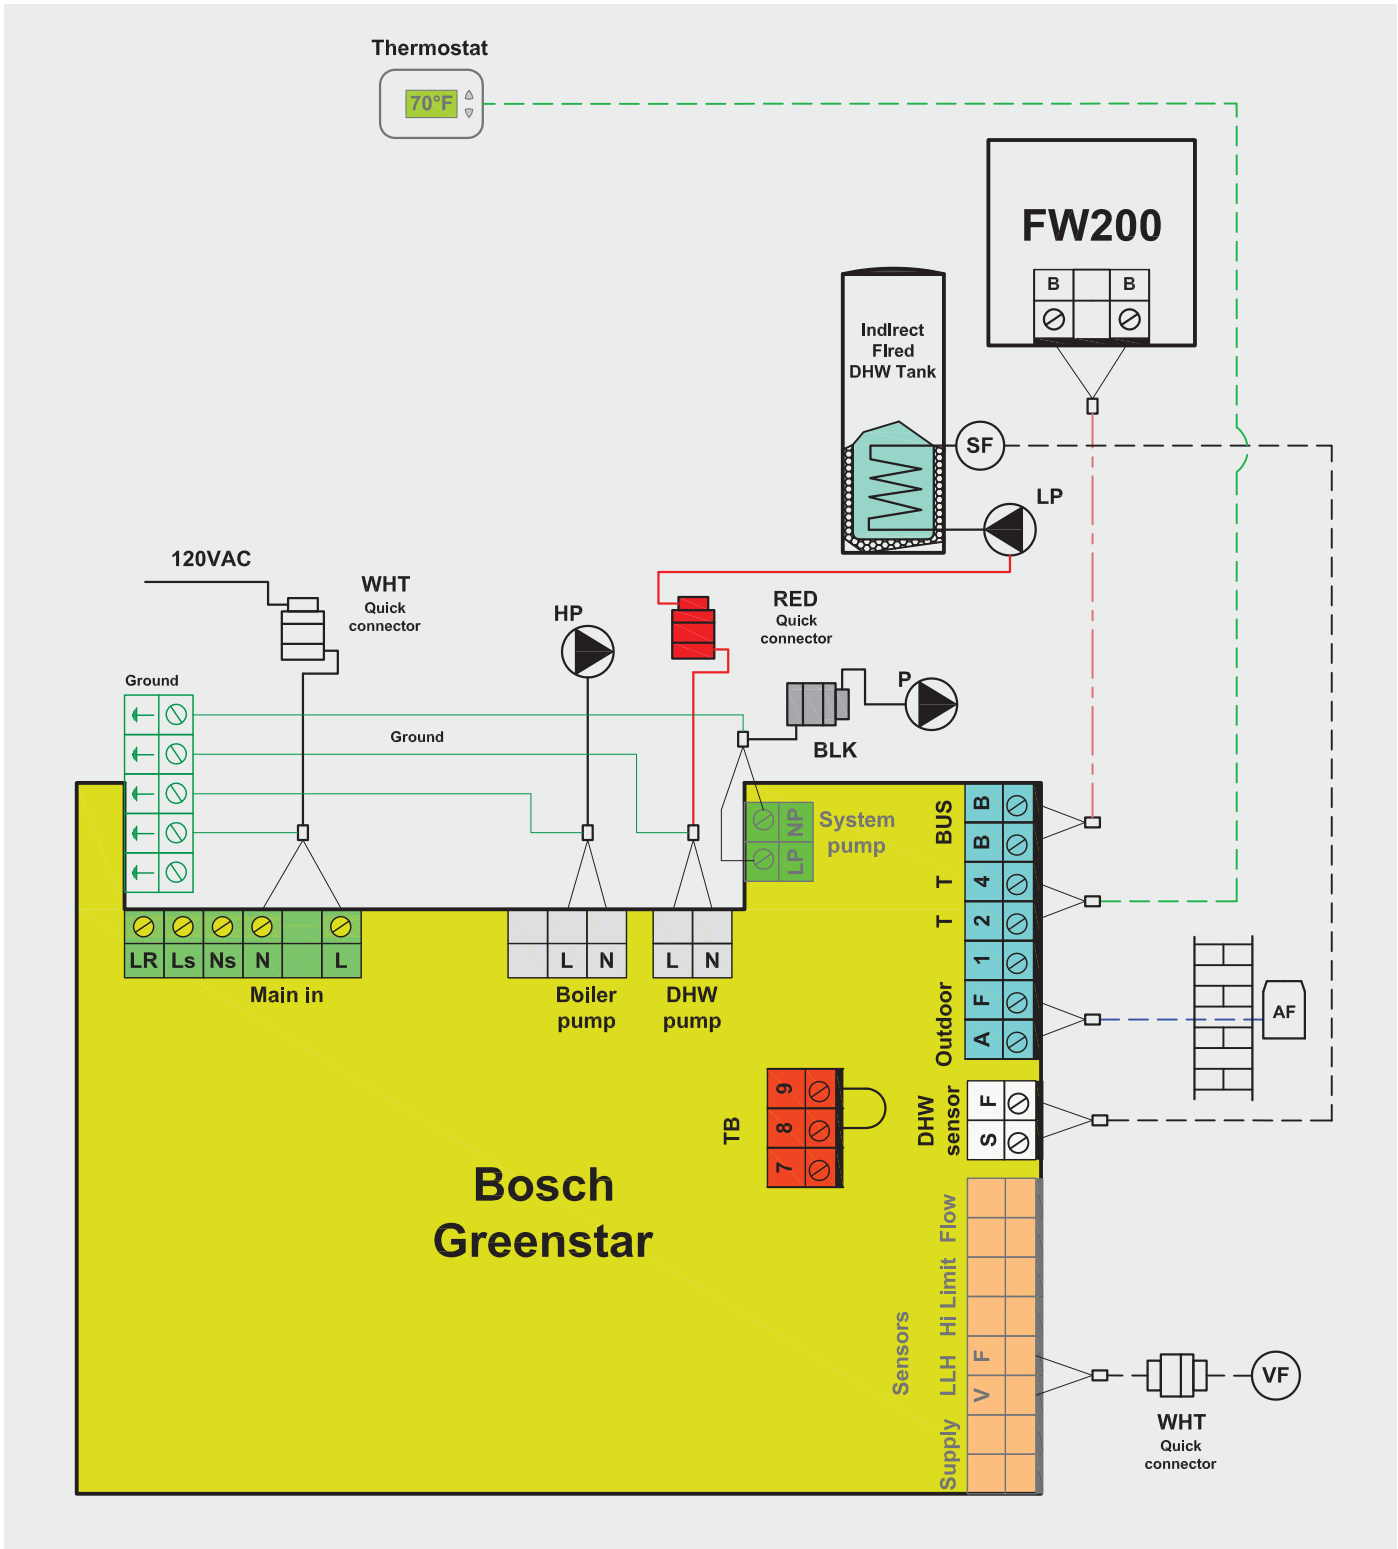 Thermostat
70°F
FW200
B B
IndIrect
FIred
DHW Tank
SF
LP
120VAC
WHT
Quick
connector
HP
RED
Quick
connector
P
BLK
Ground
Ground
NP
LP
System
pump
BUS
B
B
T
4
T
2
1
Outdoor
F
A
AF
LR Ls Ns N L
Main in
L N
Boiler
pump
L N
DHW
pump
TB
9
8
7
DHW
sensor
F
S
Bosch
Greenstar
Sensors
Flow
Hi Limit
LLH
F
V
Supply
VF
WHT
Quick
connector